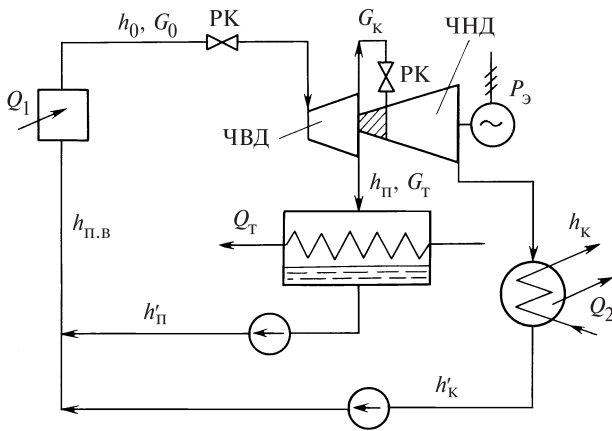 h₀, G₀
РК
Gк
ЧНД
РК
Pэ
Q₁
ЧВД
hп, Gт
hп.в
Qт
hк
Q₂
h′п
h′к